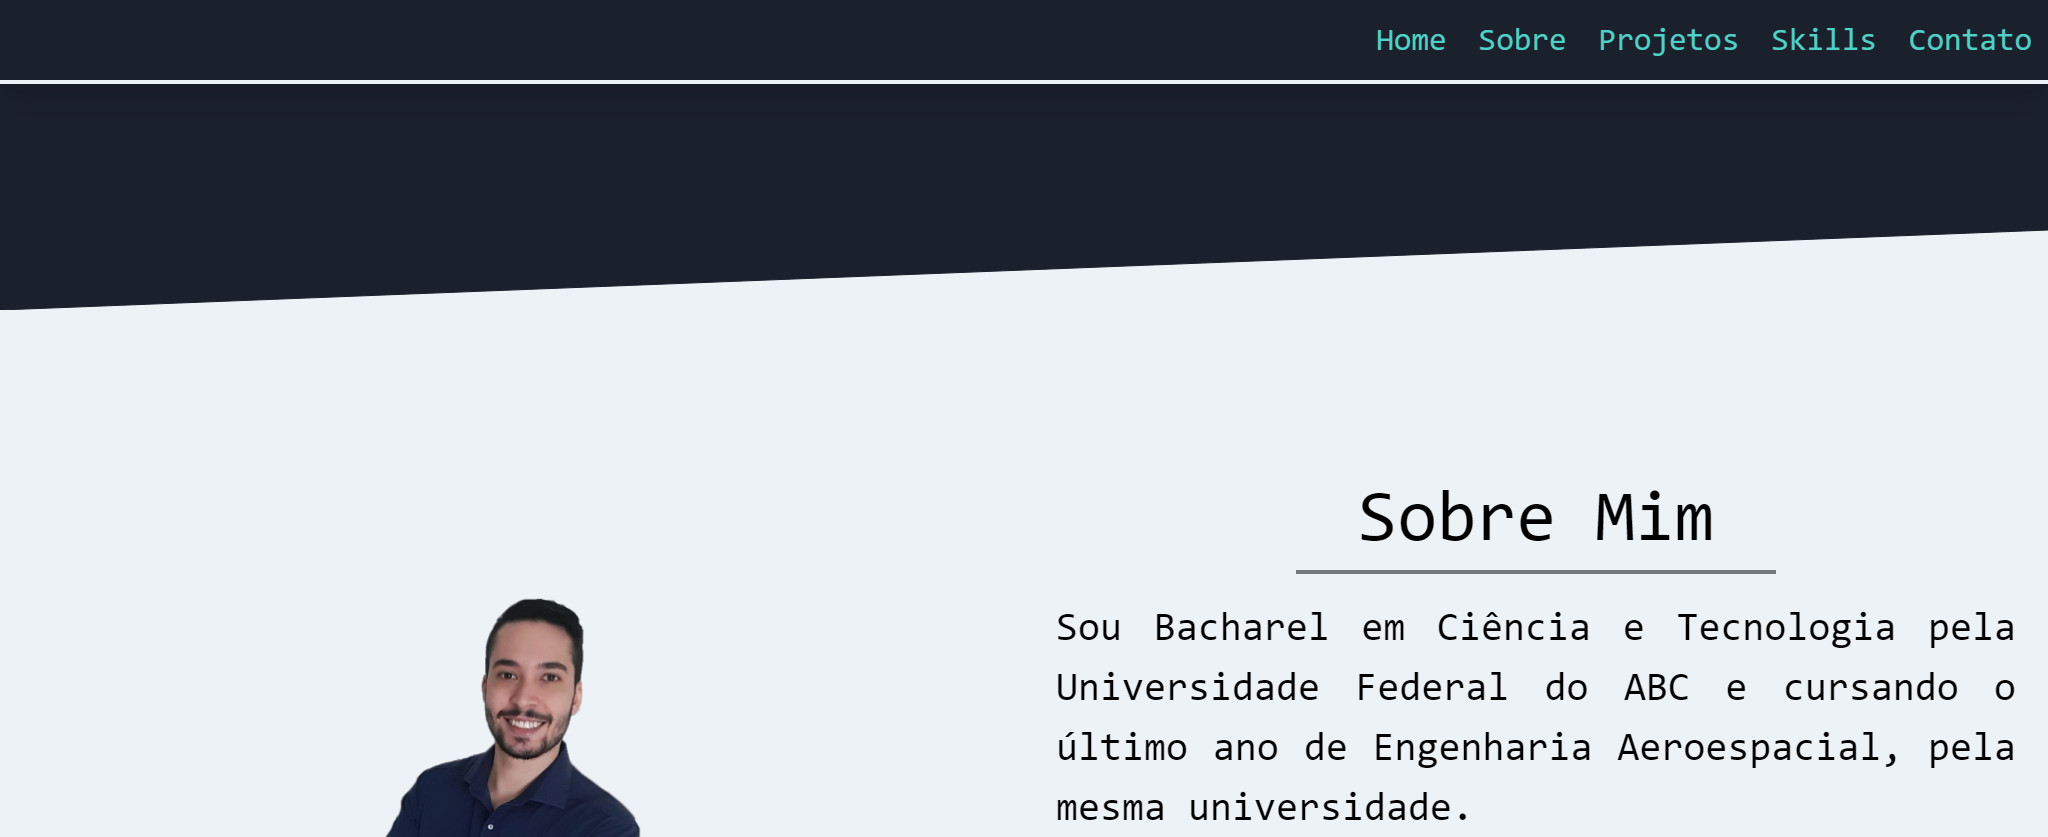 Home Sobre Projetos Skills Contato
Sobre Mim
Sou Bacharel em Ciência e Tecnologia pela
Universidade Federal do ABC e cursando o
último ano de Engenharia Aeroespacial, pela
mesma universidade.